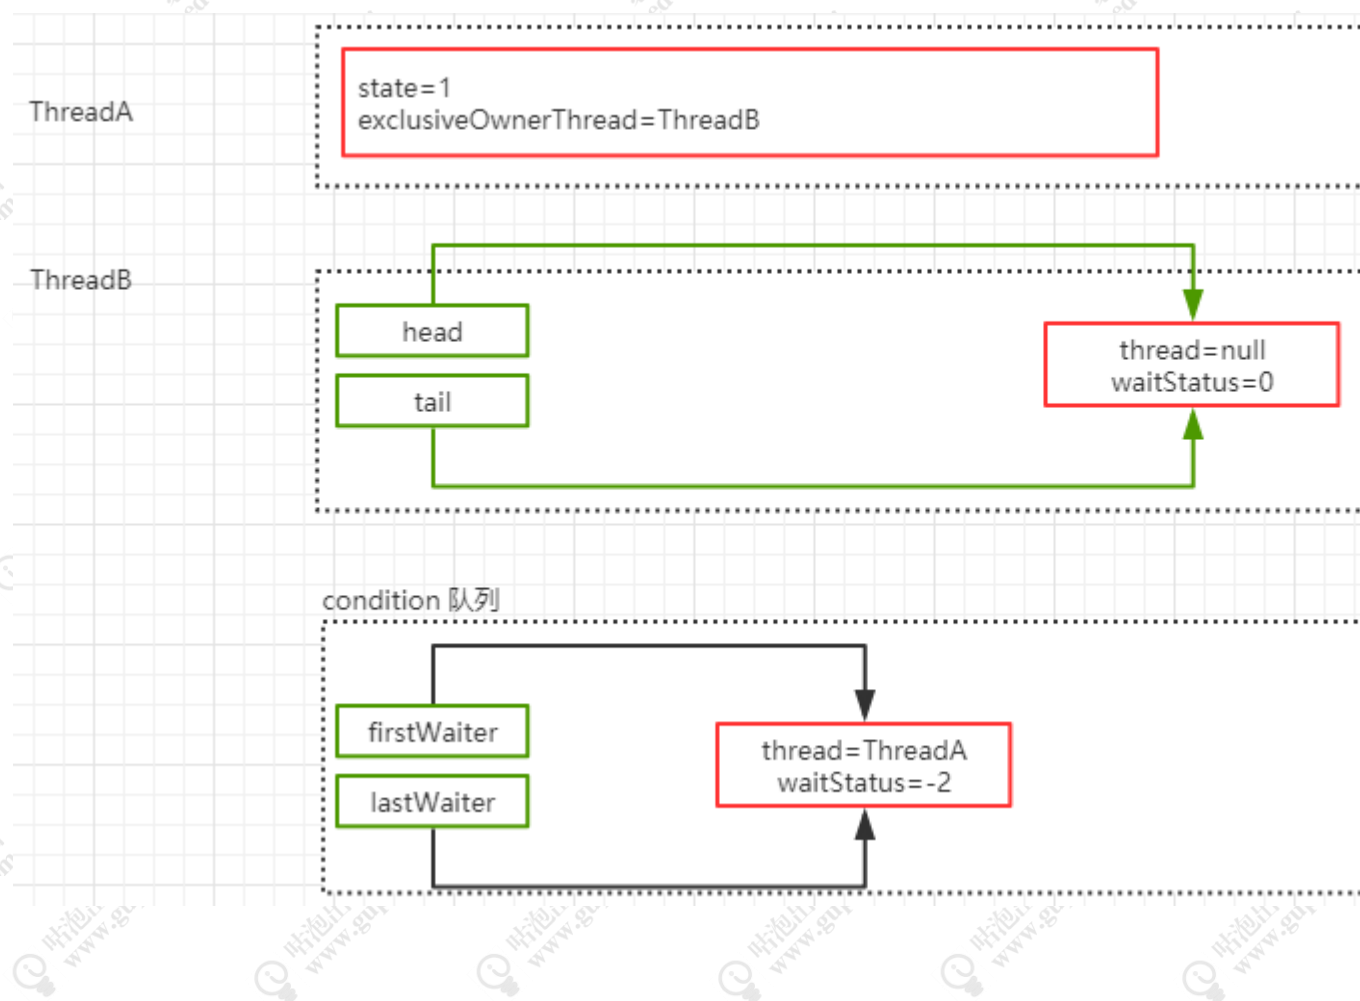 ThreadA
state=1
exclusiveOwnerThread=ThreadB
ThreadB
head
tail
thread=null
waitStatus=0
condition 队列
firstWaiter
lastWaiter
thread=ThreadA
waitStatus=-2